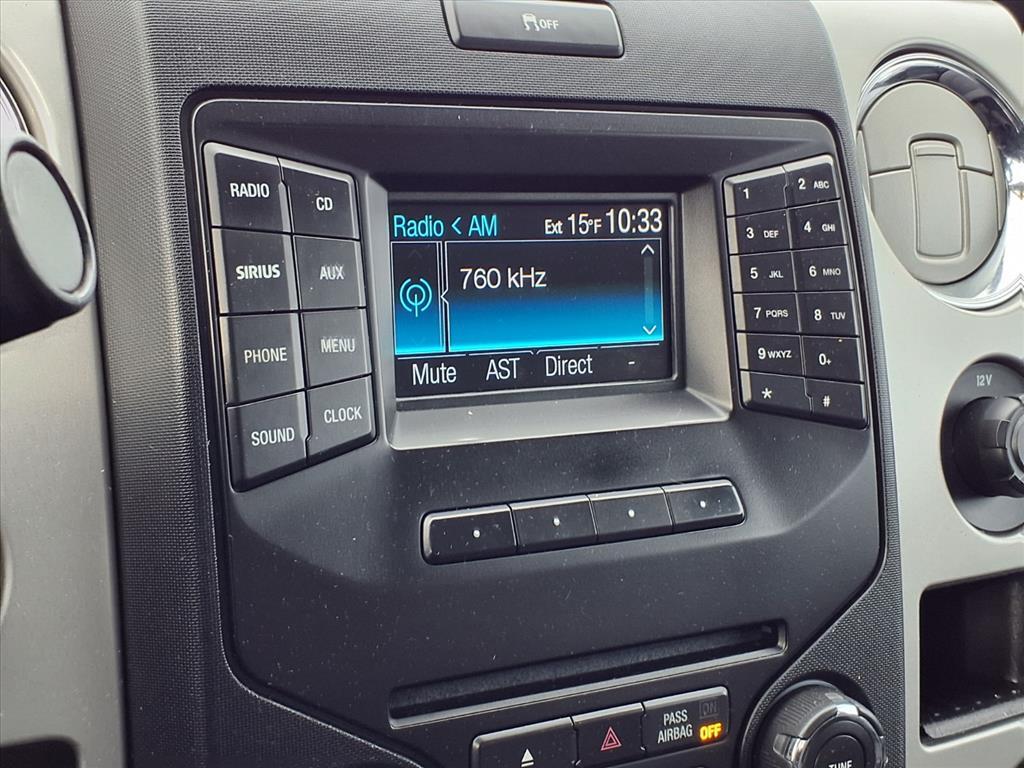 OFF
RADIO
CD
SIRIUS
AUX
PHONE
MENU
SOUND
CLOCK
Radio < AM Ext 15°F 10:33
760 kHz
Mute AST Direct -
1
2 ABC
3 DEF
4 GHI
5 JKL
6 MNO
7 PQRS
8 TUV
9 WXYZ
0+
*
#
12V
PASS
AIRBAG
ON
OFF
TUNE